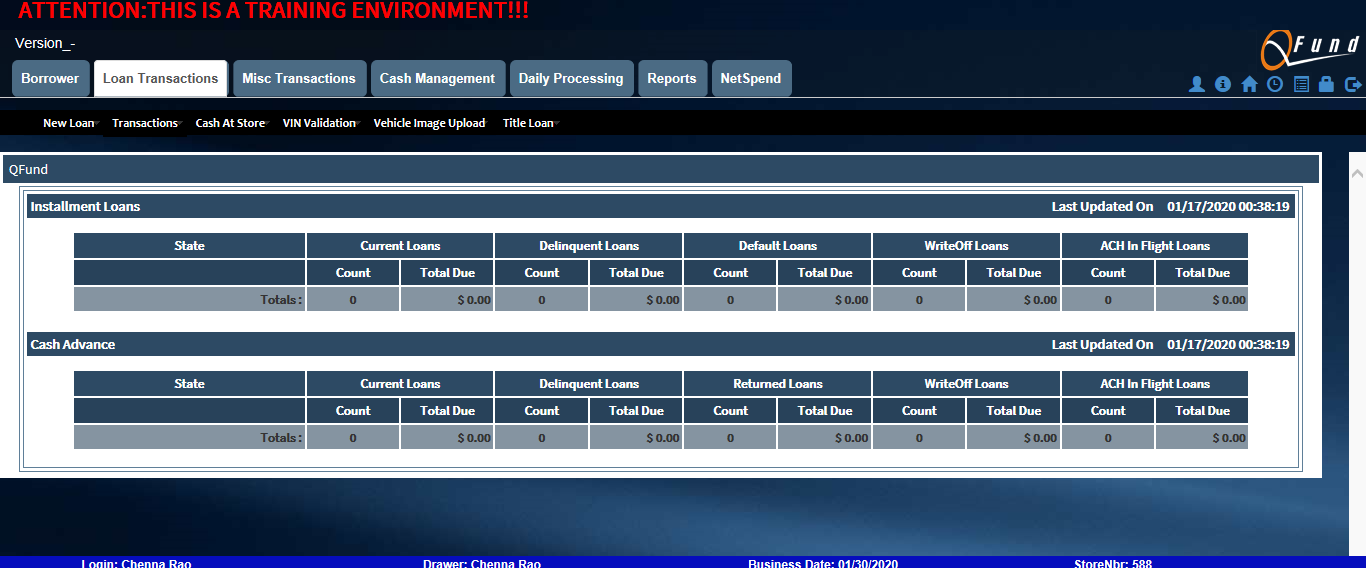 ATTENTION:THIS IS A TRAINING ENVIRONMENT!!!
Version_-
QFund
Borrower Loan Transactions Misc Transactions Cash Management Daily Processing Reports NetSpend
New Loan Transactions Cash At Store VIN Validation Vehicle Image Upload Title Loan
QFund
Installment Loans Last Updated On 01/17/2020 00:38:19
State Current Loans Delinquent Loans Default Loans WriteOff Loans ACH In Flight Loans
Count Total Due Count Total Due Count Total Due Count Total Due Count Total Due
Totals : 0 $ 0.00 0 $ 0.00 0 $ 0.00 0 $ 0.00 0 $ 0.00
Cash Advance Last Updated On 01/17/2020 00:38:19
State Current Loans Delinquent Loans Returned Loans WriteOff Loans ACH In Flight Loans
Count Total Due Count Total Due Count Total Due Count Total Due Count Total Due
Totals : 0 $ 0.00 0 $ 0.00 0 $ 0.00 0 $ 0.00 0 $ 0.00
Login: Chenna Rao Drawer: Chenna Rao Business Date: 01/30/2020 StoreNbr: 588